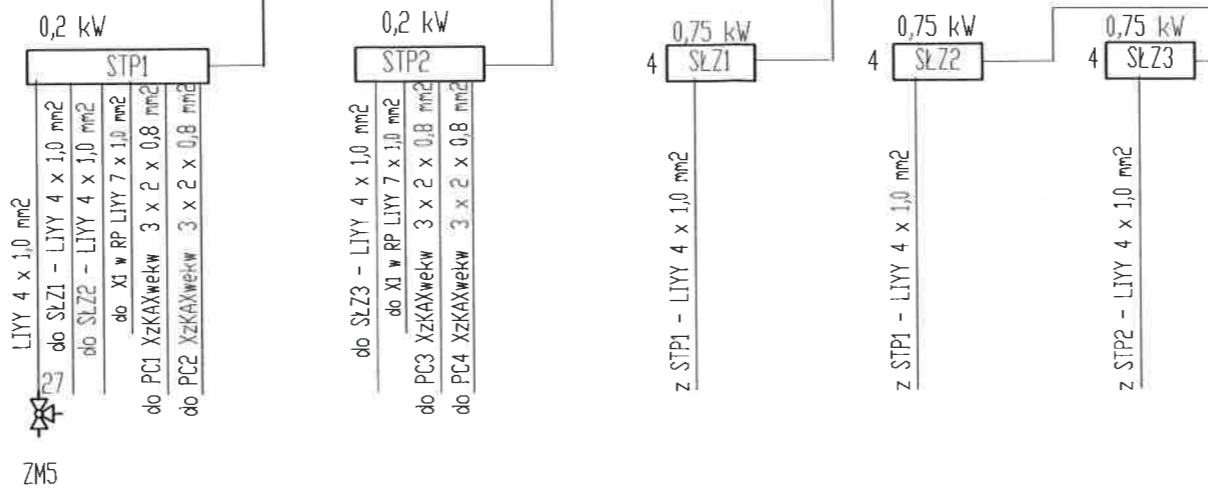 0,2 kW
STP1
LIYY 4 x 1,0 mm2
do SŁZ1 - LIYY 4 x 1,0 mm2
do SŁZ2 - LIYY 4 x 1,0 mm2
do X1 w RP LIYY 7 x 1,0 mm2
do PC1 XzKAXwekw 3 x 2 x 0,8 mm2
do PC2 XzKAXwekw 3 x 2 x 0,8 mm2
27
ZM5
0,2 kW
STP2
do SŁZ3 - LIYY 4 x 1,0 mm2
do X1 w RP LIYY 7 x 1,0 mm2
do PC3 XzKAXwekw 3 x 2 x 0,8 mm2
do PC4 XzKAXwekw 3 x 2 x 0,8 mm2
0,75 kW
4
SŁZ1
z STP1 - LIYY 4 x 1,0 mm2
0,75 kW
4
SŁZ2
z STP1 - LIYY 4 x 1,0 mm2
0,75 kW
4
SŁZ3
z STP2 - LIYY 4 x 1,0 mm2